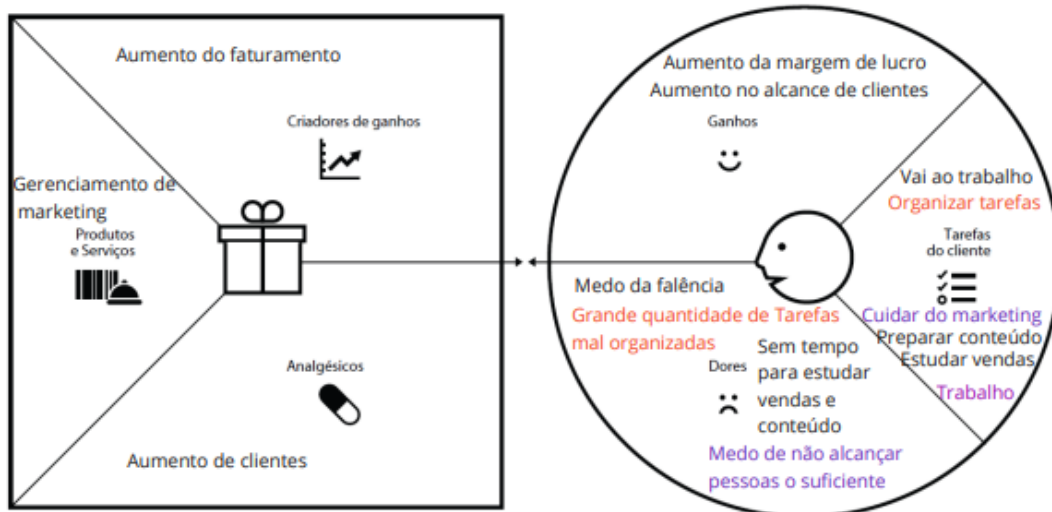 Aumento do faturamento
Criadores de ganhos
Gerenciamento de
marketing
Produtos
e Serviços
Analgésicos
Aumento de clientes
Aumento da margem de lucro
Aumento no alcance de clientes
Ganhos
Vai ao trabalho
Organizar tarefas
Tarefas
do cliente
Cuidar do marketing
Preparar conteúdo
Estudar vendas
Trabalho
Medo da falência
Grande quantidade de Tarefas
mal organizadas
Dores
Sem tempo
para estudar
vendas e
conteúdo
Medo de não alcançar
pessoas o suficiente